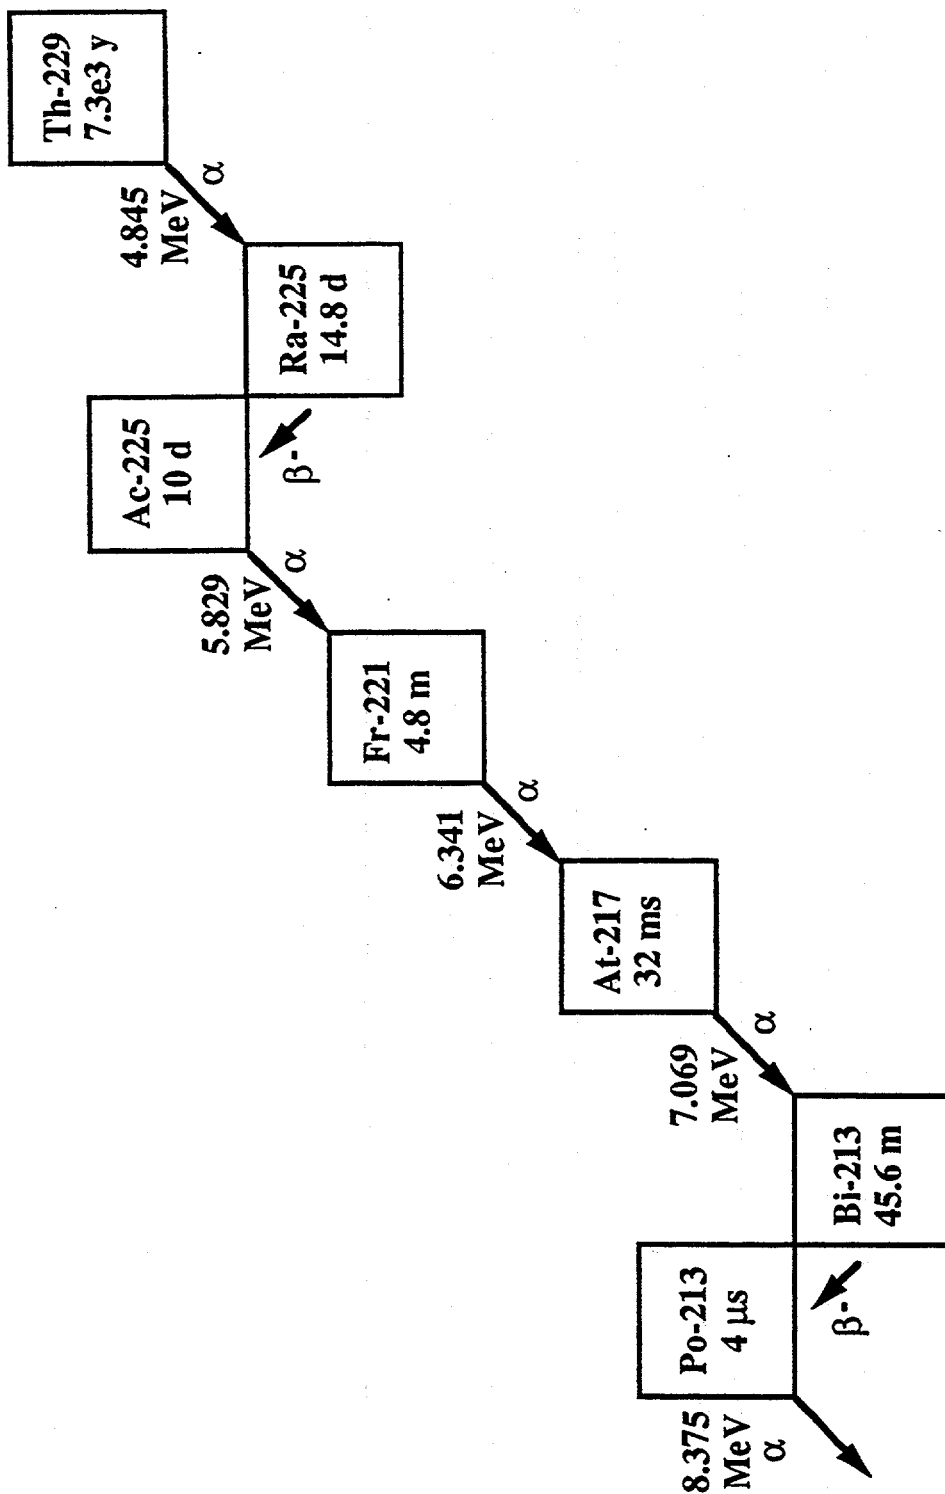 Th-229
7.3e3 y
4.845
MeV
α
Ra-225
14.8 d
β-
Ac-225
10 d
5.829
MeV
α
Fr-221
4.8 m
6.341
MeV
α
At-217
32 ms
7.069
MeV
α
Bi-213
45.6 m
β-
Po-213
4 μs
8.375
MeV
α